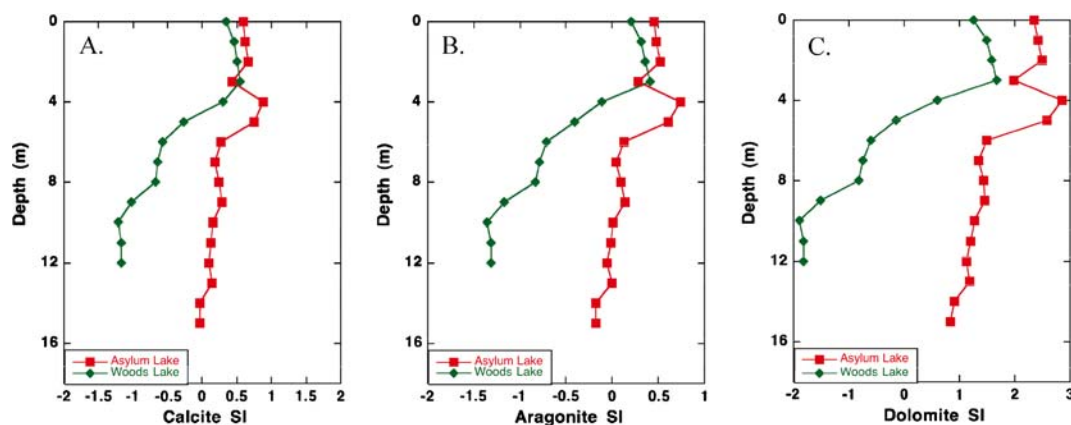 A.
Depth (m)
0
4
8
12
16
Asylum Lake
Woods Lake
-2 -1.5 -1 -0.5 0 0.5 1 1.5 2
Calcite SI
B.
Depth (m)
0
4
8
12
16
Asylum Lake
Woods Lake
-2 -1.5 -1 -0.5 0 0.5 1
Aragonite SI
C.
Depth (m)
0
4
8
12
16
Asylum Lake
Woods Lake
-2 -1 0 1 2 3
Dolomite SI